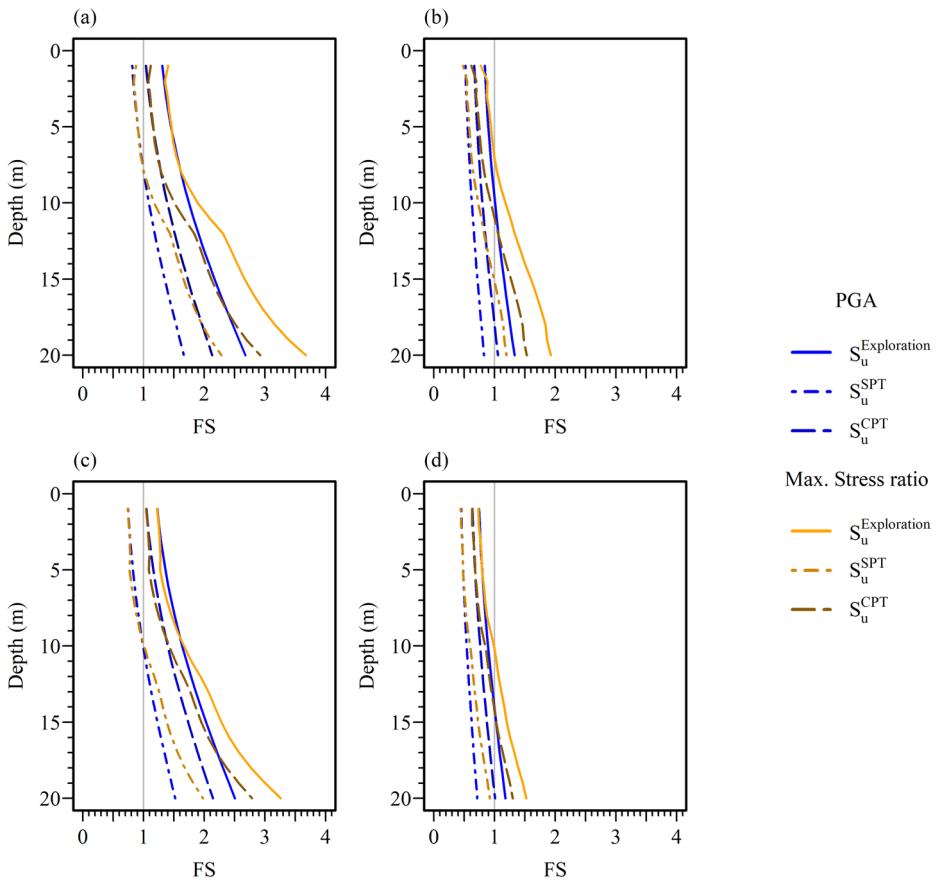 (a)
(b)
0
5
10
15
20
Depth (m)
0
1
2
3
4
FS
0
5
10
15
20
Depth (m)
0
1
2
3
4
FS
PGA
S_u^Exploration
S_u^SPT
S_u^CPT
Max. Stress ratio
S_u^Exploration
S_u^SPT
S_u^CPT
(c)
(d)
0
5
10
15
20
Depth (m)
0
1
2
3
4
FS
0
5
10
15
20
Depth (m)
0
1
2
3
4
FS